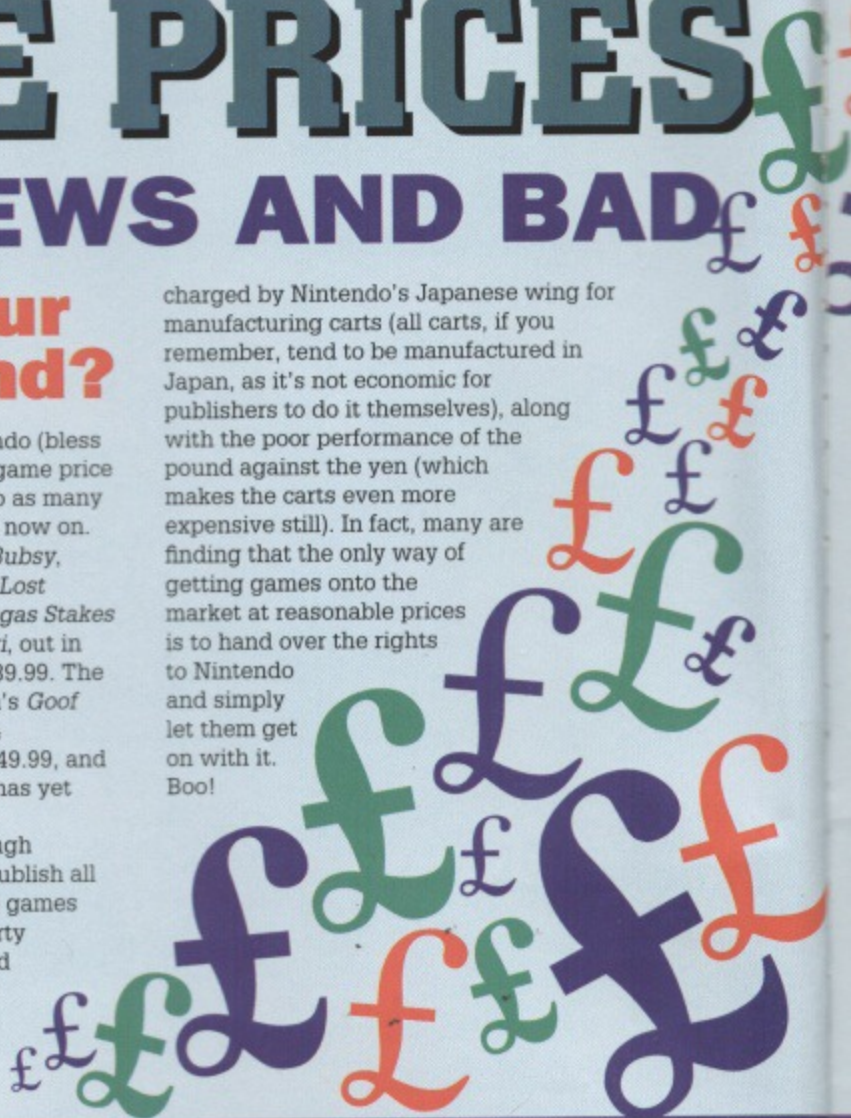 E PRICES
EWS AND BAD
ur
nd?
ndo (bless
game price
o as many
now on.
Bubsy,
Lost
gas Stakes
i, out in
39.99. The
's Goof
49.99, and
has yet
ugh
ublish all
games
rty
d
charged by Nintendo's Japanese wing for
manufacturing carts (all carts, if you
remember, tend to be manufactured in
Japan, as it's not economic for
publishers to do it themselves), along
with the poor performance of the
pound against the yen (which
makes the carts even more
expensive still). In fact, many are
finding that the only way of
getting games onto the
market at reasonable prices
is to hand over the rights
to Nintendo
and simply
let them get
on with it.
Boo!